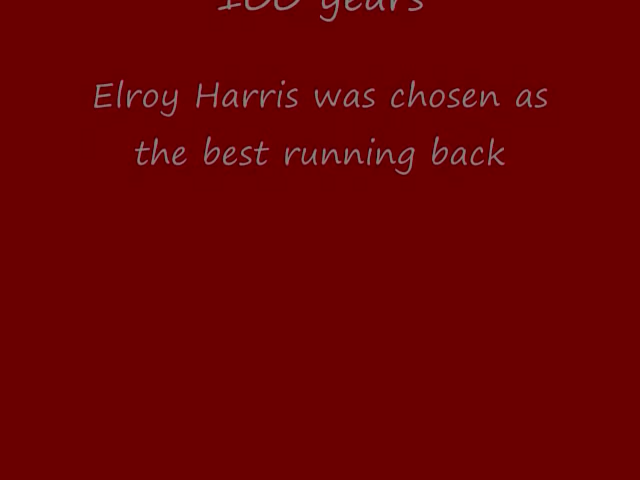 100 years
Elroy Harris was chosen as
the best running back